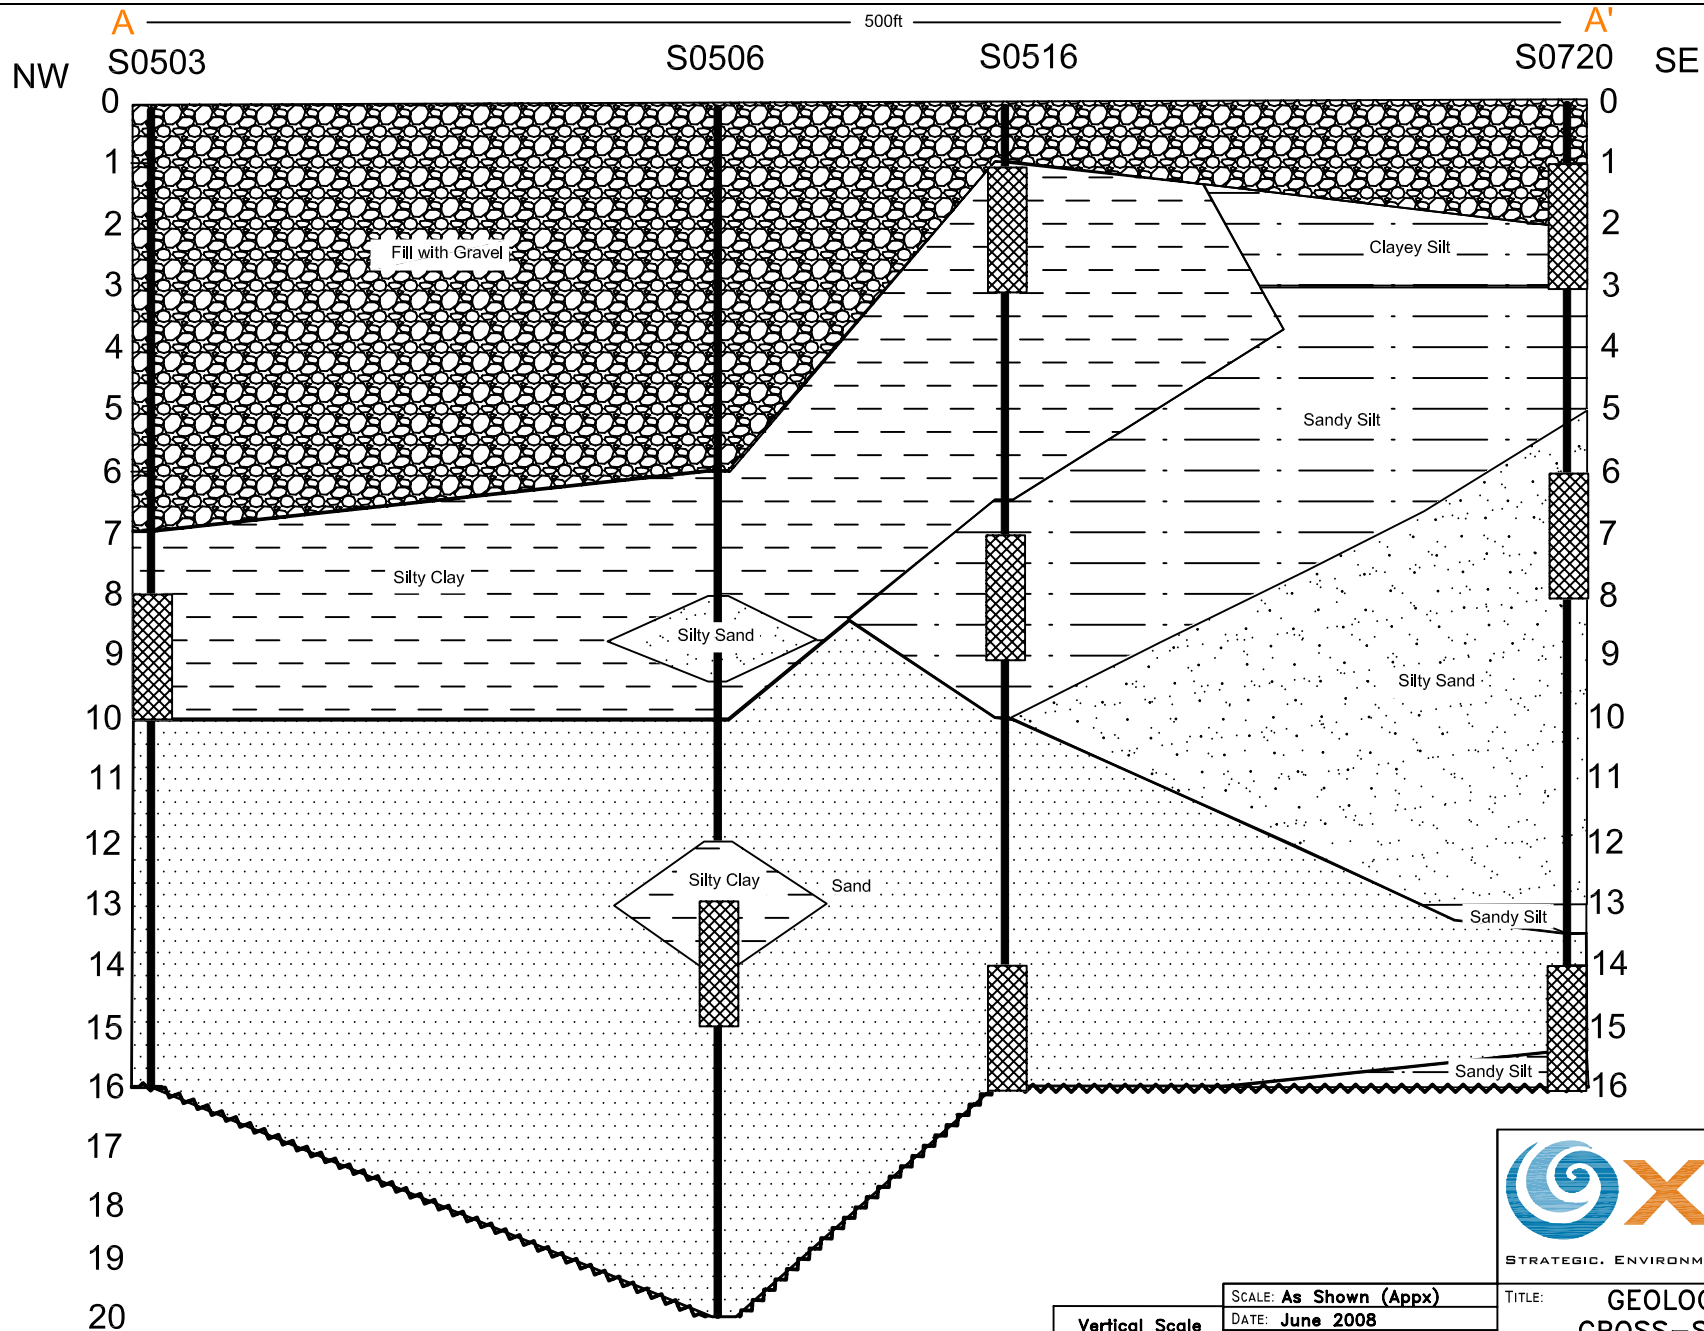 A 500ft A'
NW S0503 S0506 S0516 S0720 SE
0 0
1 1
2 2
Fill with Gravel Clayey Silt
3 3
4 4
5 5
Sandy Silt
6 6
7 7
Silty Clay
8 8
Silty Sand
9 9
Silty Sand
10 10
11 11
12 12
Silty Clay Sand
13 13
Sandy Silt
14 14
15 15
Sandy Silt
16 16
17
18
19
20
STRATEGIC. ENVIRONM
SCALE: As Shown (Appx)
DATE: June 2008
Vertical Scale
TITLE: GEOLOG
CROSS-S